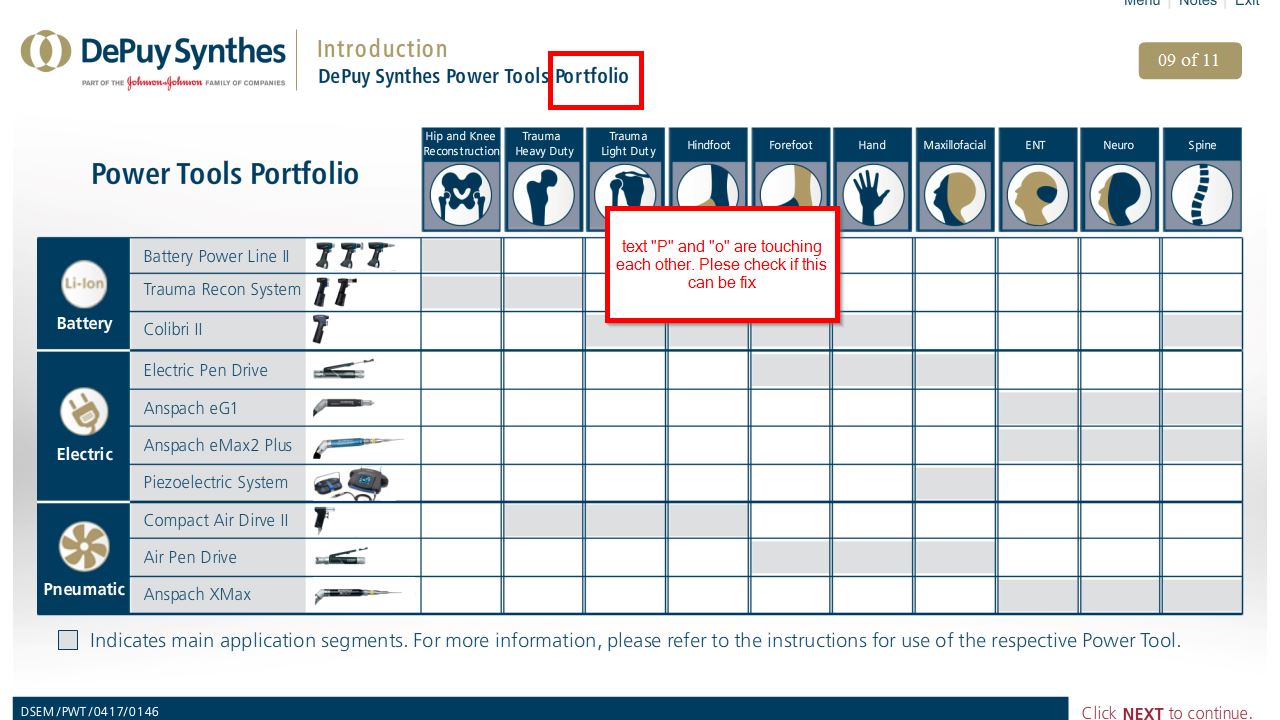 Menu | Notes | Exit
DePuy Synthes
PART OF THE Johnson & Johnson FAMILY OF COMPANIES
Introduction
DePuy Synthes Power Tools Portfolio
09 of 11
Power Tools Portfolio
Hip and Knee
Reconstruction
Trauma
Heavy Duty
Trauma
Light Duty
Hindfoot
Forefoot
Hand
Maxillofacial
ENT
Neuro
Spine
text "P" and "o" are touching
each other. Plese check if this
can be fix
Li-Ion
Battery
Battery Power Line II
Trauma Recon System
Colibri II
Electric
Electric Pen Drive
Anspach eG1
Anspach eMax2 Plus
Piezoelectric System
Pneumatic
Compact Air Dirve II
Air Pen Drive
Anspach XMax
Indicates main application segments. For more information, please refer to the instructions for use of the respective Power Tool.
DSEM/PWT/0417/0146
Click NEXT to continue.